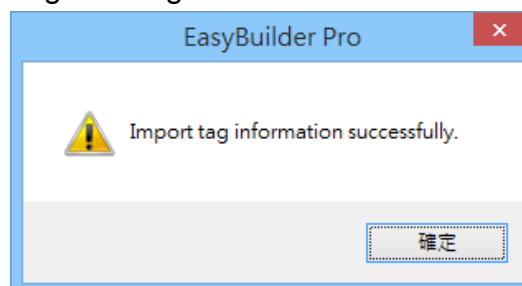 EasyBuilder Pro
Import tag information successfully.
確定